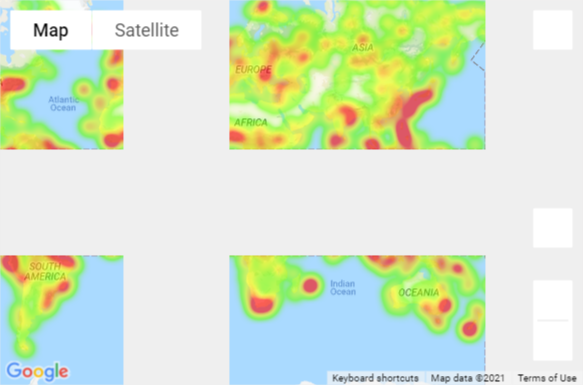 Map
Satellite
ASIA
EUROPE
Atlantic
Ocean
AFRICA
SOUTH
AMERICA
Indian
Ocean
OCEANIA
Google
Keyboard shortcuts
Map data ©2021
Terms of Use